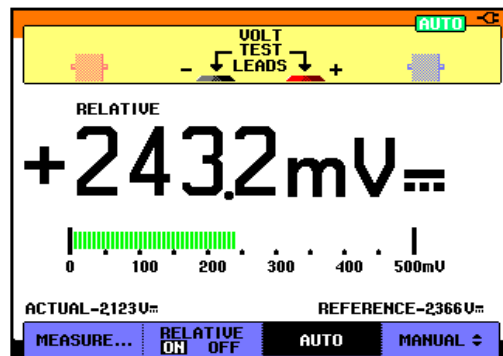 AUTO
VOLT
TEST
- LEADS +
RELATIVE
+243.2mV
0 100 200 300 400 500mV
ACTUAL-2,123V REFERENCE-2,366V
MEASURE... RELATIVE ON OFF AUTO MANUAL